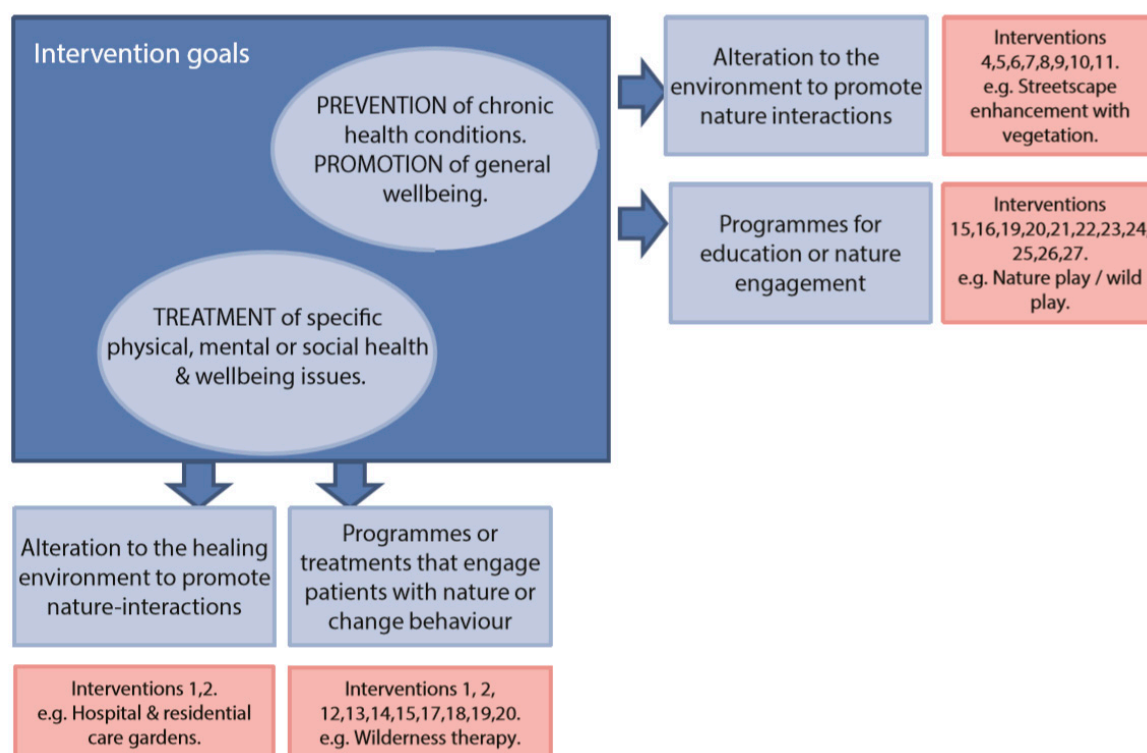 Intervention goals
PREVENTION of chronic
health conditions.
PROMOTION of general
wellbeing.
TREATMENT of specific
physical, mental or social health
& wellbeing issues.
Alteration to the
environment to promote
nature interactions
Interventions
4,5,6,7,8,9,10,11.
e.g. Streetscape
enhancement with
vegetation.
Programmes for
education or nature
engagement
Interventions
15,16,19,20,21,22,23,24,
25,26,27.
e.g. Nature play / wild
play.
Alteration to the healing
environment to promote
nature-interactions
Programmes or
treatments that engage
patients with nature or
change behaviour
Interventions 1,2.
e.g. Hospital & residential
care gardens.
Interventions 1, 2,
12,13,14,15,17,18,19,20.
e.g. Wilderness therapy.